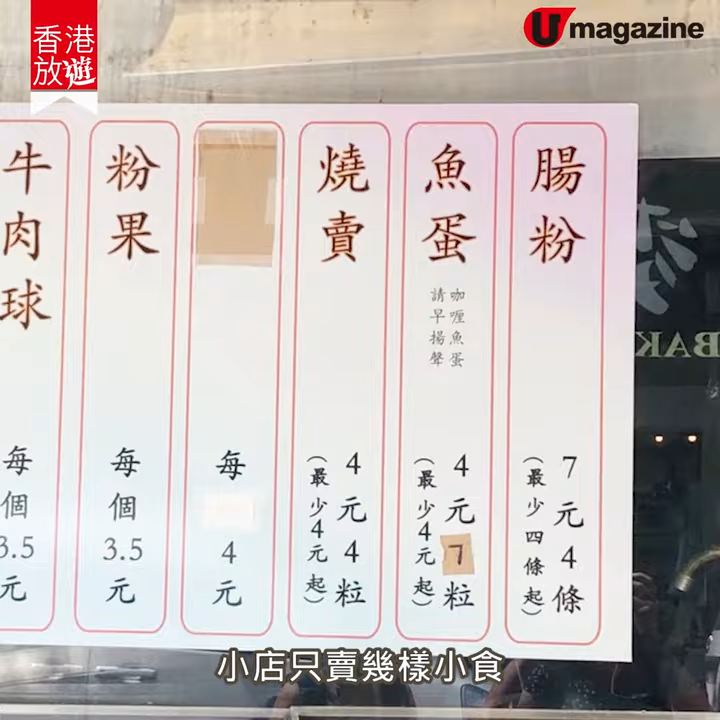 香港
放遊
U magazine
腸粉
7元4條
(最少四條起)
魚蛋
咖喱魚蛋
請早揚聲
4元7粒
(最少4元起)
燒賣
4元4粒
(最少4元起)
每
4元
粉果
每個3.5元
牛肉球
每個3.5元
BAK
小店只賣幾樣小食